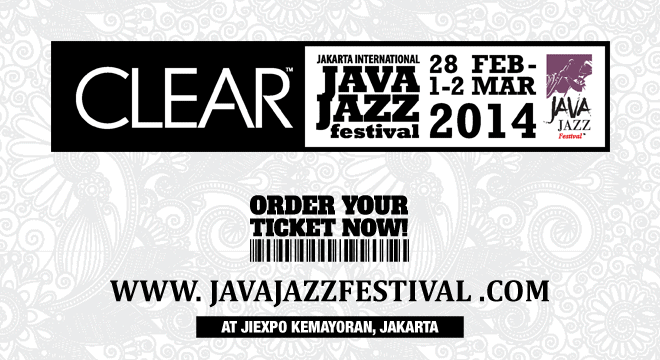 CLEAR™
JAKARTA INTERNATIONAL
JAVA
JAZZ
festival
28 FEB-
1-2 MAR
2014
JAVA
JAZZ
Festival™
ORDER YOUR
TICKET NOW!
WWW. JAVAJAZZFESTIVAL .COM
AT JIEXPO KEMAYORAN, JAKARTA